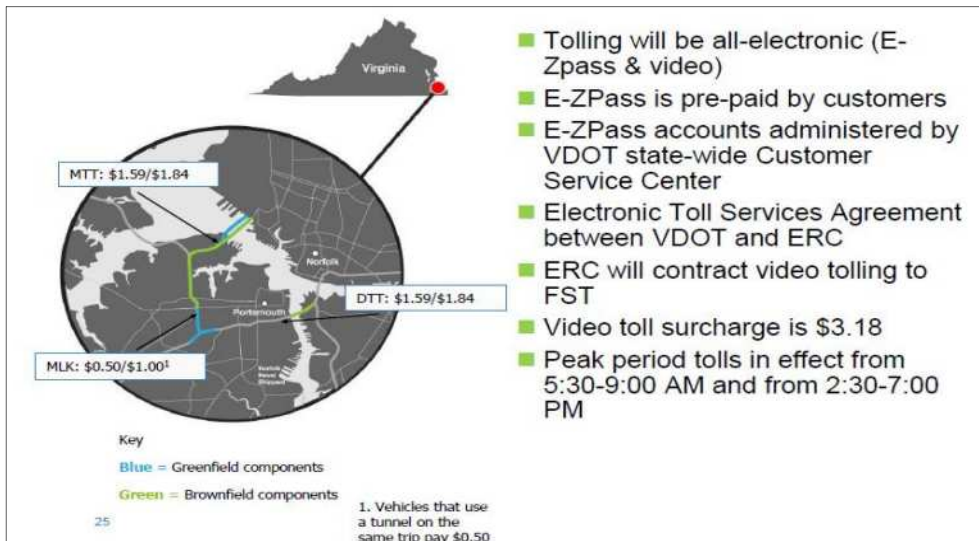 Virginia
MTT: $1.59/$1.84
Norfolk
Portsmouth
DTT: $1.59/$1.84
MLK: $0.50/$1.00¹
Norfolk
Naval
Shipyard
Key
Blue = Greenfield components
Green = Brownfield components
25
1. Vehicles that use
a tunnel on the
same trip pay $0.50
■ Tolling will be all-electronic (E-
Zpass & video)
■ E-ZPass is pre-paid by customers
■ E-ZPass accounts administered by
VDOT state-wide Customer
Service Center
■ Electronic Toll Services Agreement
between VDOT and ERC
■ ERC will contract video tolling to
FST
■ Video toll surcharge is $3.18
■ Peak period tolls in effect from
5:30-9:00 AM and from 2:30-7:00
PM